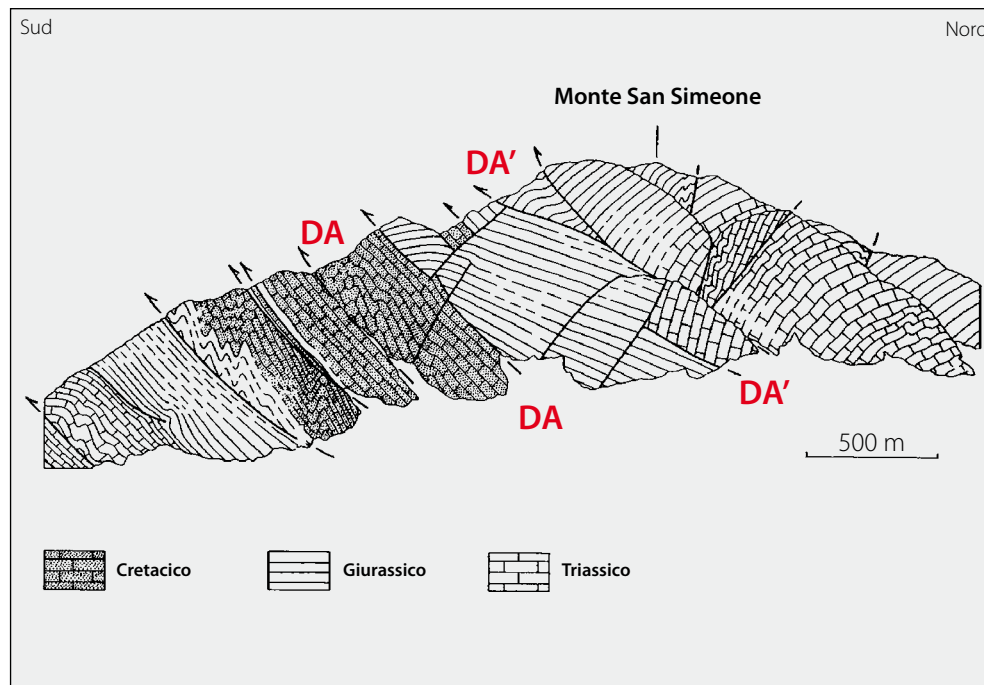 Sud
Nord
Monte San Simeone
DA'
DA
DA
DA'
500 m
Cretacico
Giurassico
Triassico